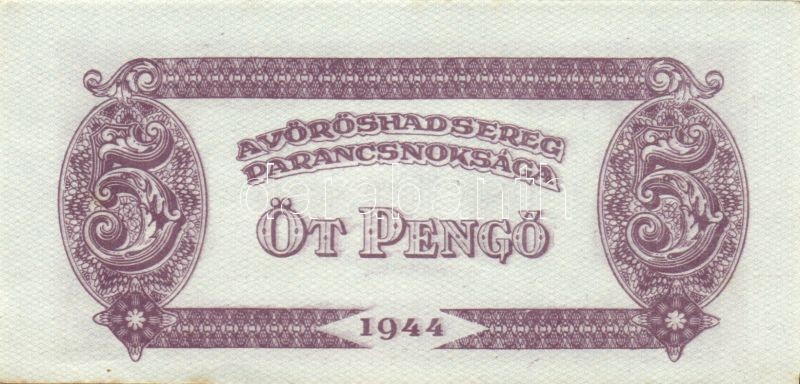 A VÖRÖSHADSEREG
PARANCSNOKSÁGA
5 5
ÖT PENGŐ
1944